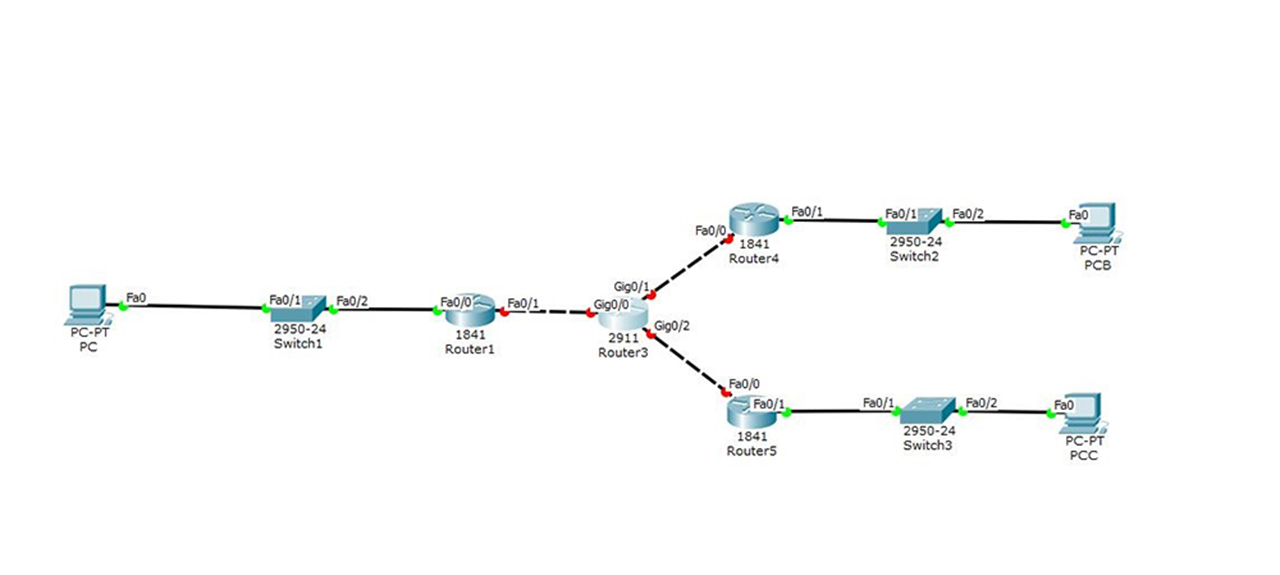 Fa0
PC-PT
PC
Fa0/1
Fa0/2
2950-24
Switch1
Fa0/0
Fa0/1
1841
Router1
Gig0/0
Gig0/1
Gig0/2
2911
Router3
Fa0/0
Fa0/1
1841
Router4
Fa0/1
Fa0/2
2950-24
Switch2
Fa0
PC-PT
PCB
Fa0/0
Fa0/1
1841
Router5
Fa0/1
Fa0/2
2950-24
Switch3
Fa0
PC-PT
PCC